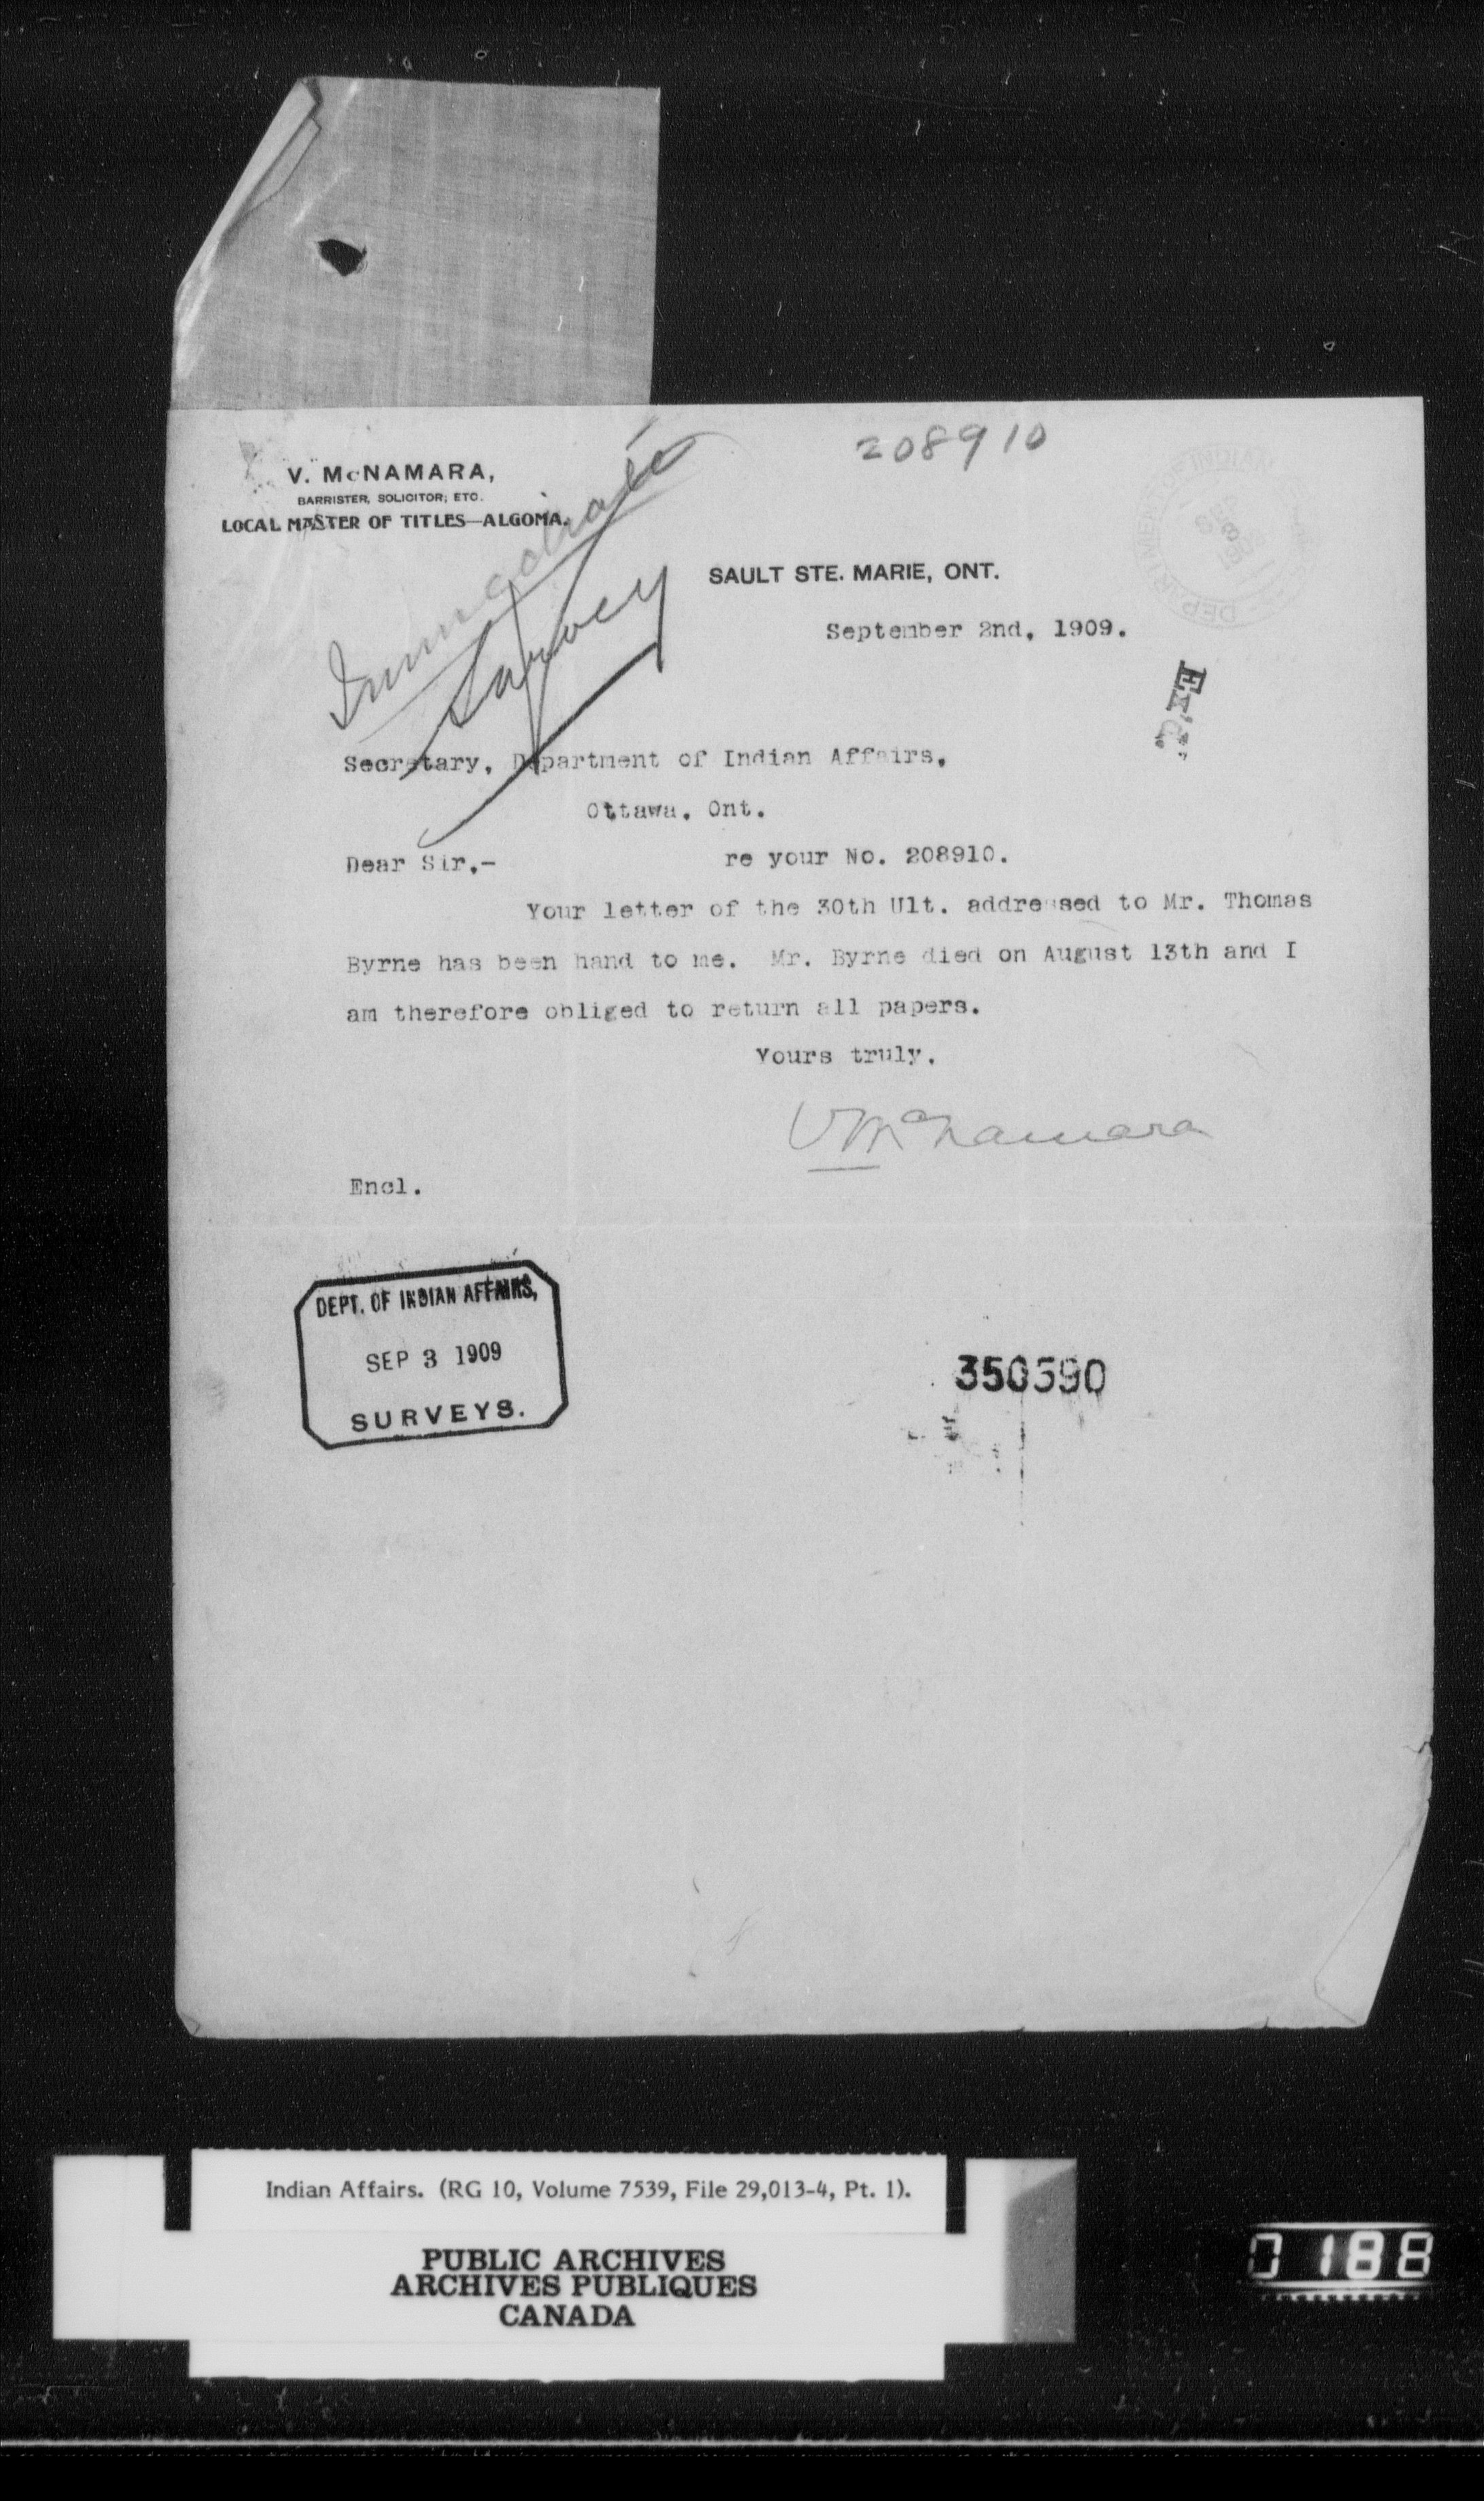 208910
V. McNAMARA,
BARRISTER, SOLICITOR, ETC.
LOCAL MASTER OF TITLES—ALGOMA.
Immediate
Survey
SAULT STE. MARIE, ONT.
September 2nd, 1909.
Secretary, Department of Indian Affairs,
Ottawa, Ont.
Dear Sir,- re your No. 208910.
Your letter of the 30th Ult. addressed to Mr. Thomas
Byrne has been hand to me. Mr. Byrne died on August 13th and I
am therefore obliged to return all papers.
Yours truly,
V McNamara
Encl.
DEPT. OF INDIAN AFFAIRS,
SEP 3 1909
SURVEYS.
350590
Indian Affairs. (RG 10, Volume 7539, File 29,013-4, Pt. 1).
PUBLIC ARCHIVES
ARCHIVES PUBLIQUES
CANADA
0188